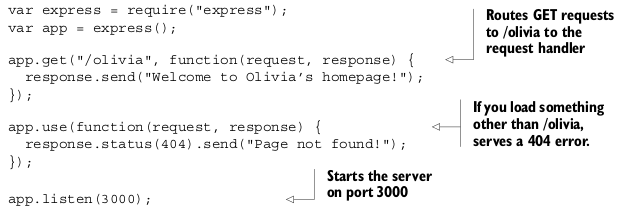 var express = require("express");
var app = express();
Routes GET requests
to /olivia to the
request handler
app.get("/olivia", function(request, response) {
response.send("Welcome to Olivia's homepage!");
});
If you load something
other than /olivia,
serves a 404 error.
app.use(function(request, response) {
response.status(404).send("Page not found!");
});
Starts the server
on port 3000
app.listen(3000);